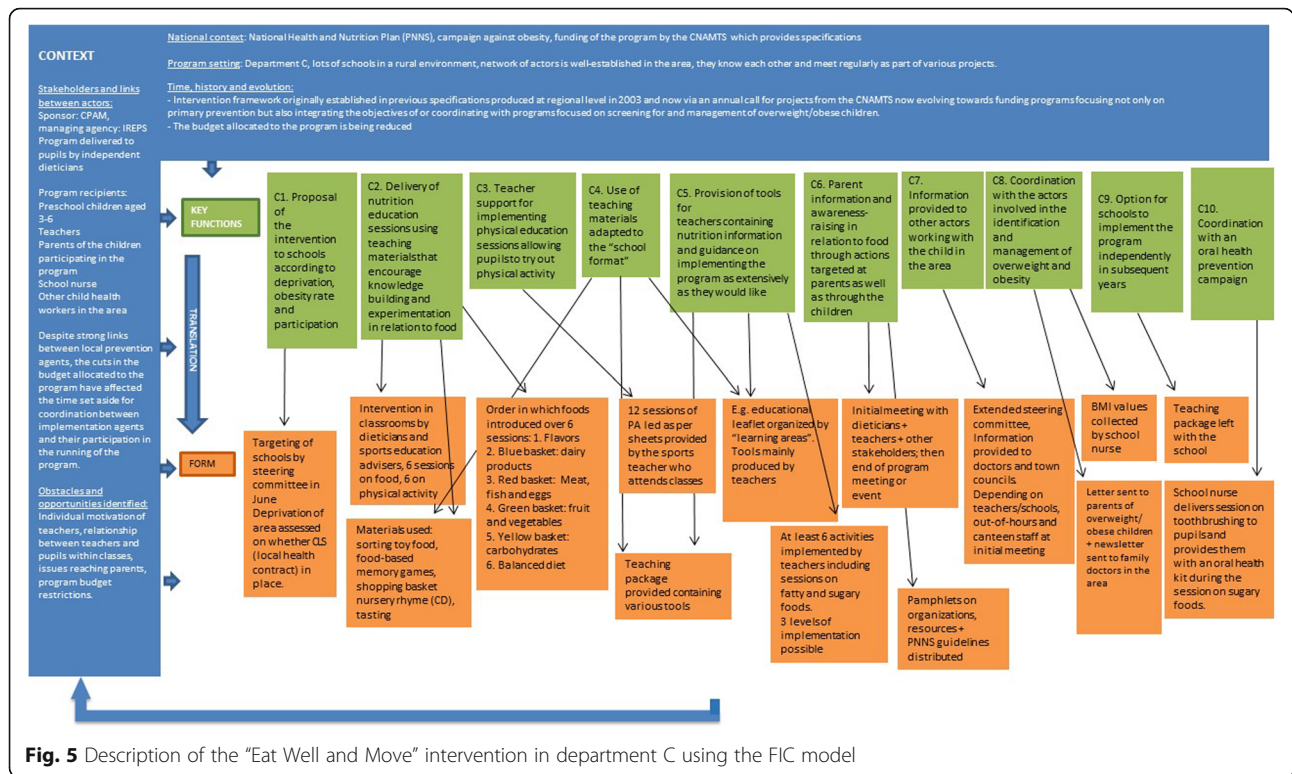 National context: National Health and Nutrition Plan (PNNS), campaign against obesity, funding of the program by the CNAMTS which provides specifications
Program setting: Department C, lots of schools in a rural environment, network of actors is well-established in the area, they know each other and meet regularly as part of various projects.
Time, history and evolution:
- Intervention framework originally established in previous specifications produced at regional level in 2003 and now via an annual call for projects from the CNAMTS now evolving towards funding programs focusing not only on
primary prevention but also integrating the objectives of or coordinating with programs focused on screening for and management of overweight/obese children.
- The budget allocated to the program is being reduced
CONTEXT
Stakeholders and links
between actors:
Sponsor: CPAM,
managing agency: IREPS
Program delivered to
pupils by independent
dieticians
Program recipients:
Preschool children aged
3-6
Teachers
Parents of the children
participating in the
program
School nurse
Other child health
workers in the area
Despite strong links
between local prevention
agents, the cuts in the
budget allocated to the
program have affected
the time set aside for
coordination between
implementation agents
and their participation in
the running of the
program.
Obstacles and
opportunities identified:
Individual motivation of
teachers, relationship
between teachers and
pupils within classes,
issues reaching parents,
program budget
restrictions.
KEY
FUNCTIONS
TRANSLATION
FORM
C1. Proposal
of
the
intervention
to schools
according to
deprivation,
obesity rate
and
participation
C2. Delivery of
nutrition
education
sessions using
teaching
materials that
encourage
knowledge
building and
experimentation
in relation to food
C3. Teacher
support for
implementing
physical education
sessions allowing
pupils to try out
physical activity
C4. Use of
teaching
materials
adapted to
the "school
format"
C5. Provision of tools
for
teachers containing
nutrition information
and guidance on
implementing the
program as extensively
as they would like
C6. Parent
information and
awareness-
raising in
relation to food
through actions
targeted at
parents as well
as through the
children
C7.
Information
provided to
other actors
working with
the child in
the area
C8. Coordination
with the actors
involved in the
identification
and
management of
overweight and
obesity
C9. Option for
schools to
implement the
program
independently in
subsequent
years
C10.
Coordination
with an oral
health
prevention
campaign
Targeting of
schools by
steering
committee in
June
Deprivation of
area assessed
on whether CLS
(local health
contract) in
place.
Intervention in
classrooms by
dieticians and
sports education
advisers, 6 sessions
on food, 6 on
physical activity
Materials used:
sorting toy food,
food-based
memory games,
shopping basket
nursery rhyme (CD),
tasting
Order in which foods
introduced over 6
sessions: 1. Flavors
2. Blue basket: dairy
products
3. Red basket: Meat,
fish and eggs
4. Green basket: fruit
and vegetables
5. Yellow basket:
carbohydrates
6. Balanced diet
12 sessions of
PA led as per
sheets provided
by the sports
teacher who
attends classes
Teaching
package
provided containing
various tools
E.g. educational
leaflet organized by
"learning areas".
Tools mainly
produced by
teachers
At least 6 activities
implemented by
teachers including
sessions on
fatty and sugary
foods.
3 levels of
implementation
possible
Initial meeting with
dieticians +
teachers + other
stakeholders; then
end of program
meeting or
event
Pamphlets on
organizations,
resources +
PNNS guidelines
distributed
Extended steering
committee,
Information
provided to
doctors and town
councils.
Depending on
teachers/schools,
out-of-hours and
canteen staff at
initial meeting
BMI values
collected by
school nurse
Letter sent to
parents of
overweight/
obese children
+ newsletter
sent to family
doctors in the
area
Teaching
package left
with the
school
School nurse
delivers session on
toothbrushing to
pupils and
provides them
with an oral health
kit during the
session on sugary
foods.
Fig. 5 Description of the "Eat Well and Move" intervention in department C using the FIC model